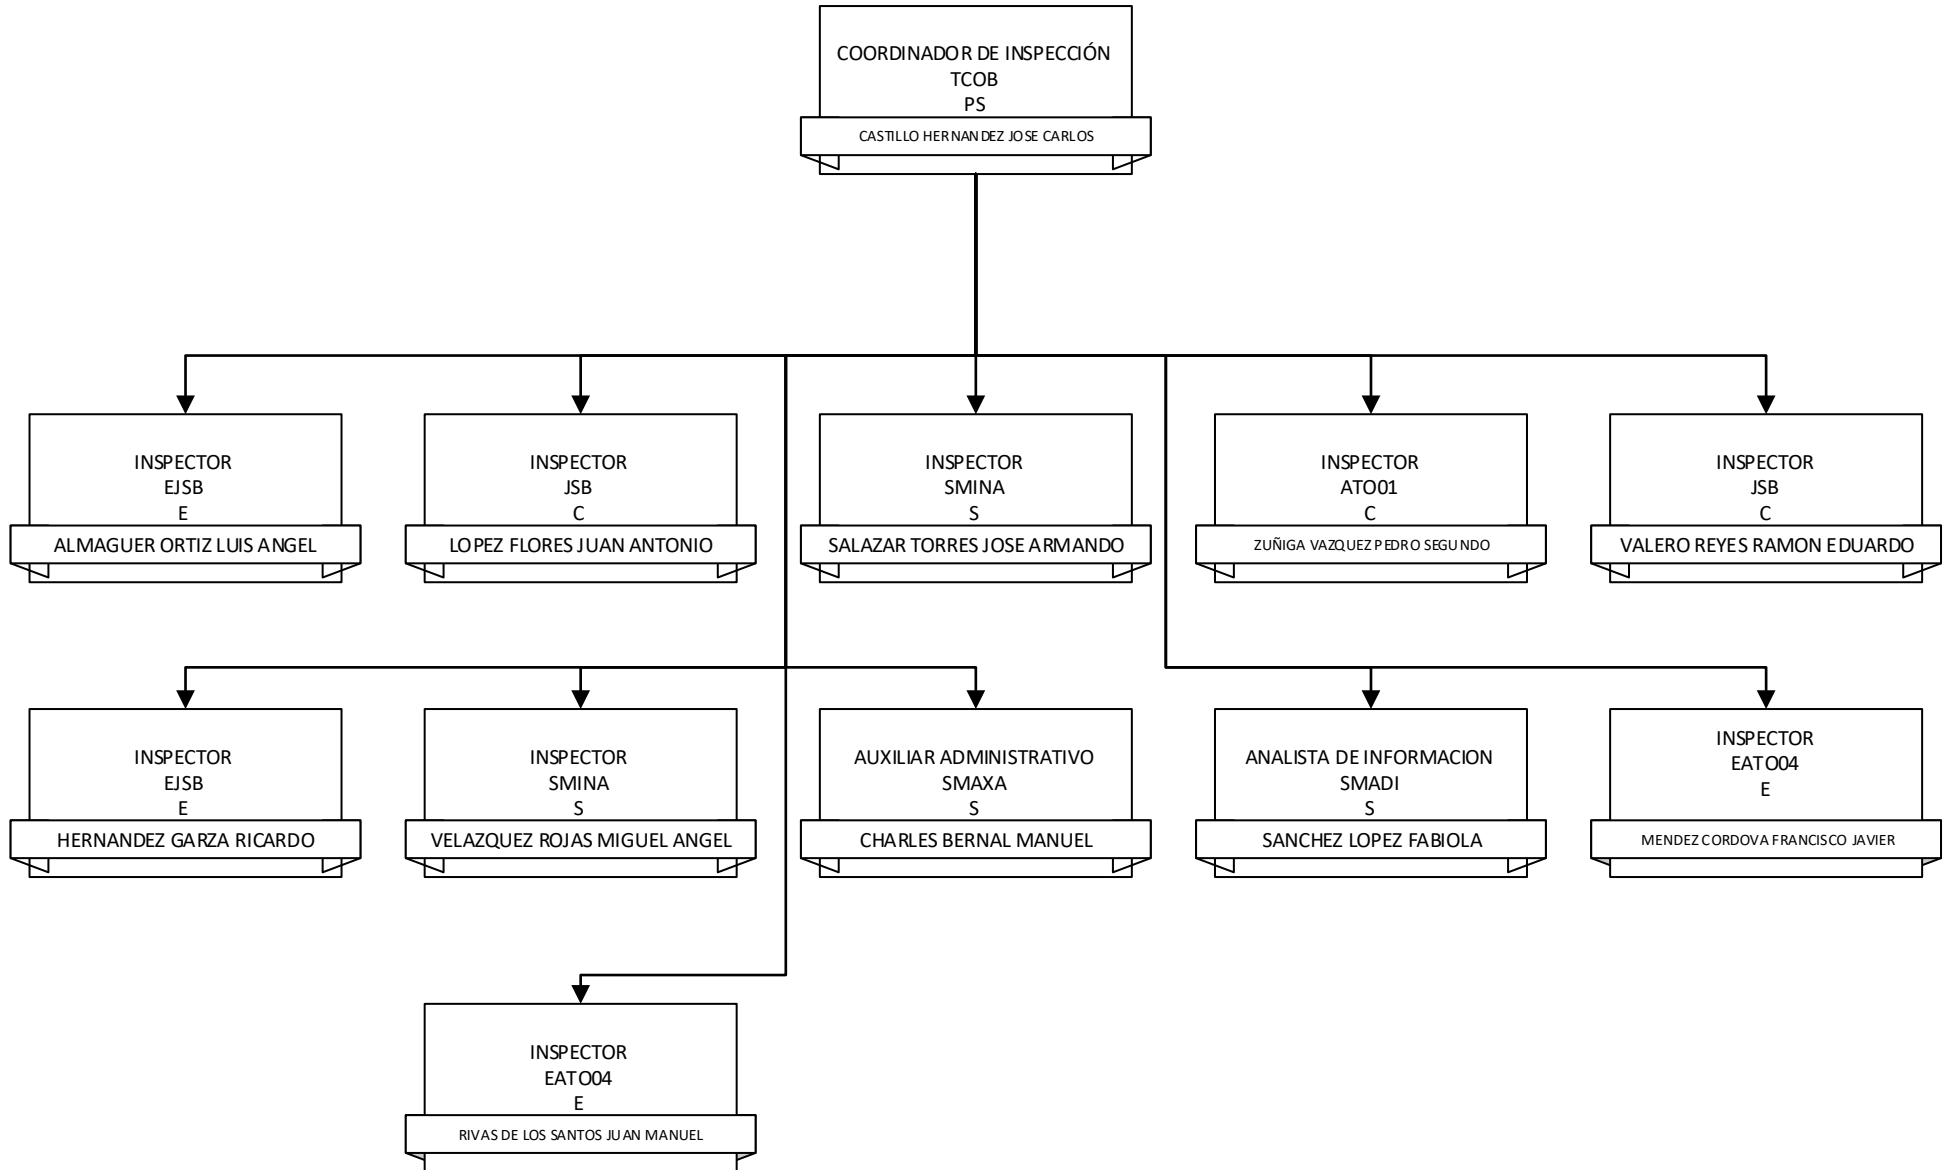 COORDINADOR DE INSPECCIÓN
TCOB
PS
CASTILLO HERNANDEZ JOSE CARLOS
INSPECTOR
EJSB
E
ALMAGUER ORTIZ LUIS ANGEL
INSPECTOR
JSB
C
LOPEZ FLORES JUAN ANTONIO
INSPECTOR
SMINA
S
SALAZAR TORRES JOSE ARMANDO
INSPECTOR
ATO01
C
ZUÑIGA VAZQUEZ PEDRO SEGUNDO
INSPECTOR
JSB
C
VALERO REYES RAMON EDUARDO
INSPECTOR
EJSB
E
HERNANDEZ GARZA RICARDO
INSPECTOR
SMINA
S
VELAZQUEZ ROJAS MIGUEL ANGEL
AUXILIAR ADMINISTRATIVO
SMAXA
S
CHARLES BERNAL MANUEL
ANALISTA DE INFORMACION
SMADI
S
SANCHEZ LOPEZ FABIOLA
INSPECTOR
EATO04
E
MENDEZ CORDOVA FRANCISCO JAVIER
INSPECTOR
EATO04
E
RIVAS DE LOS SANTOS JUAN MANUEL